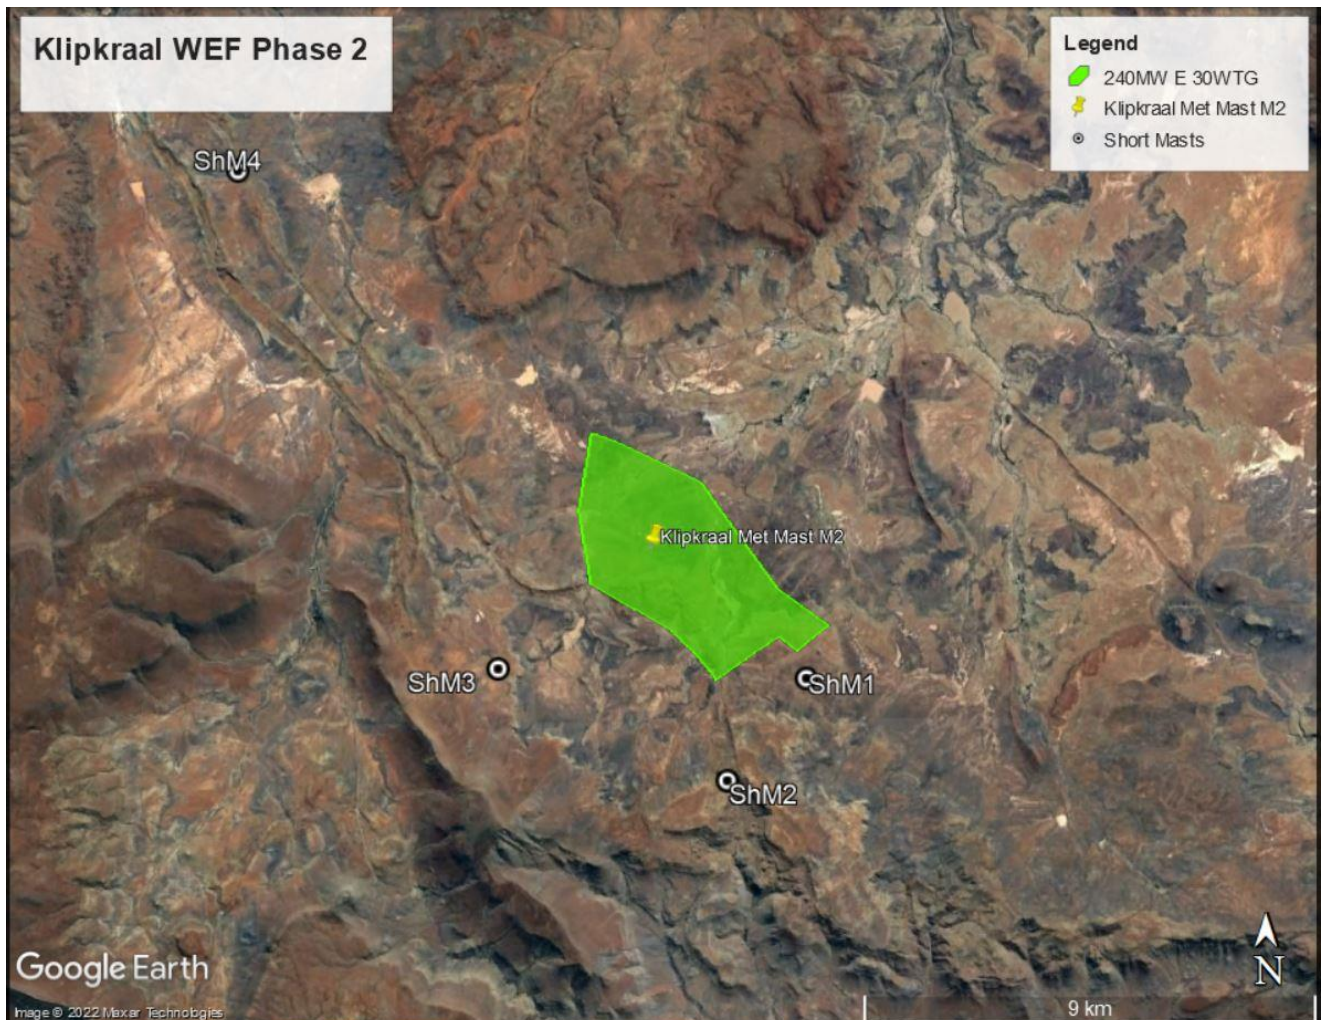 Klipkraal WEF Phase 2
Legend
240MW E 30WTG
Klipkraal Met Mast M2
Short Masts
ShM4
Klipkraal Met Mast M2
ShM3
ShM1
ShM2
Google Earth
N
Image © 2022 Maxar Technologies
9 km